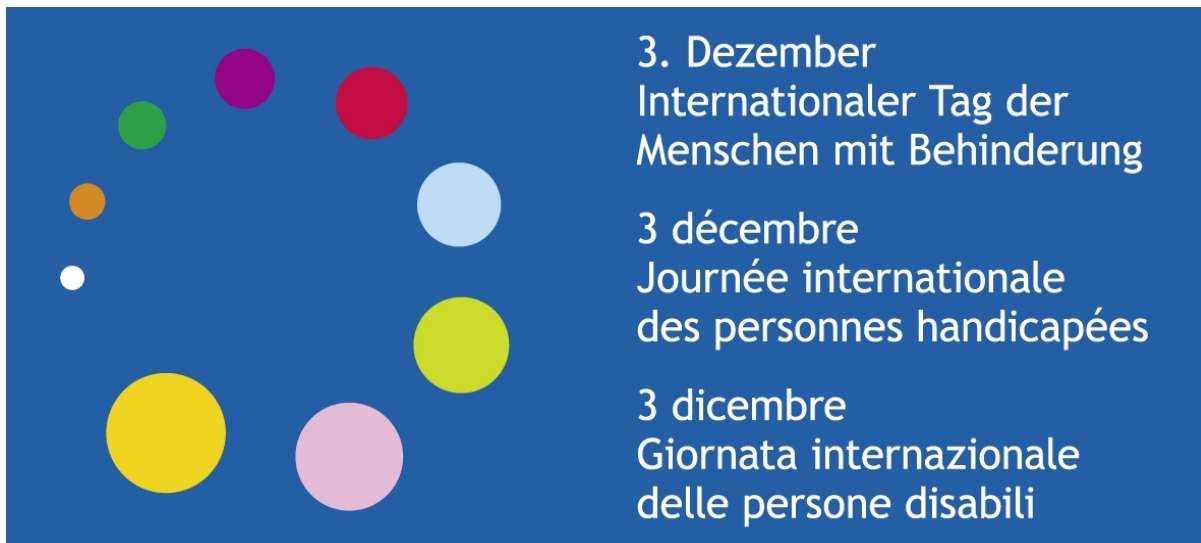 3. Dezember
Internationaler Tag der
Menschen mit Behinderung
3 décembre
Journée internationale
des personnes handicapées
3 dicembre
Giornata internazionale
delle persone disabili